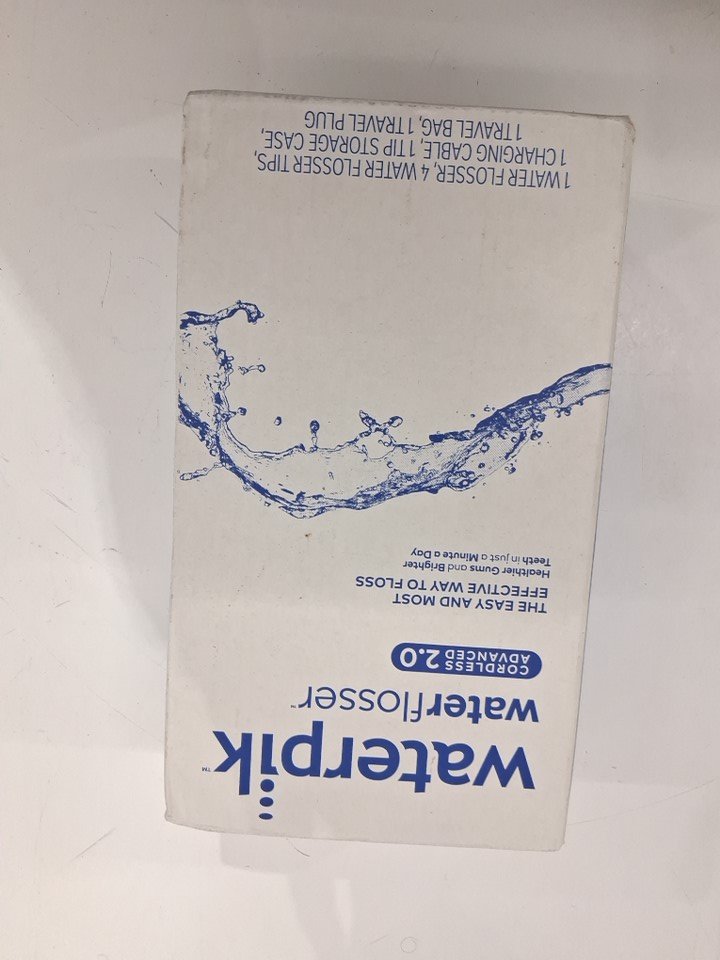 waterpik™
waterflosser™
CORDLESS
ADVANCED 2.0
THE EASY AND MOST
EFFECTIVE WAY TO FLOSS
Healthier Gums and Brighter
Teeth in just a Minute a Day
1 WATER FLOSSER, 4 WATER FLOSSER TIPS,
1 CHARGING CABLE, 1 TIP STORAGE CASE,
1 TRAVEL BAG, 1 TRAVEL PLUG